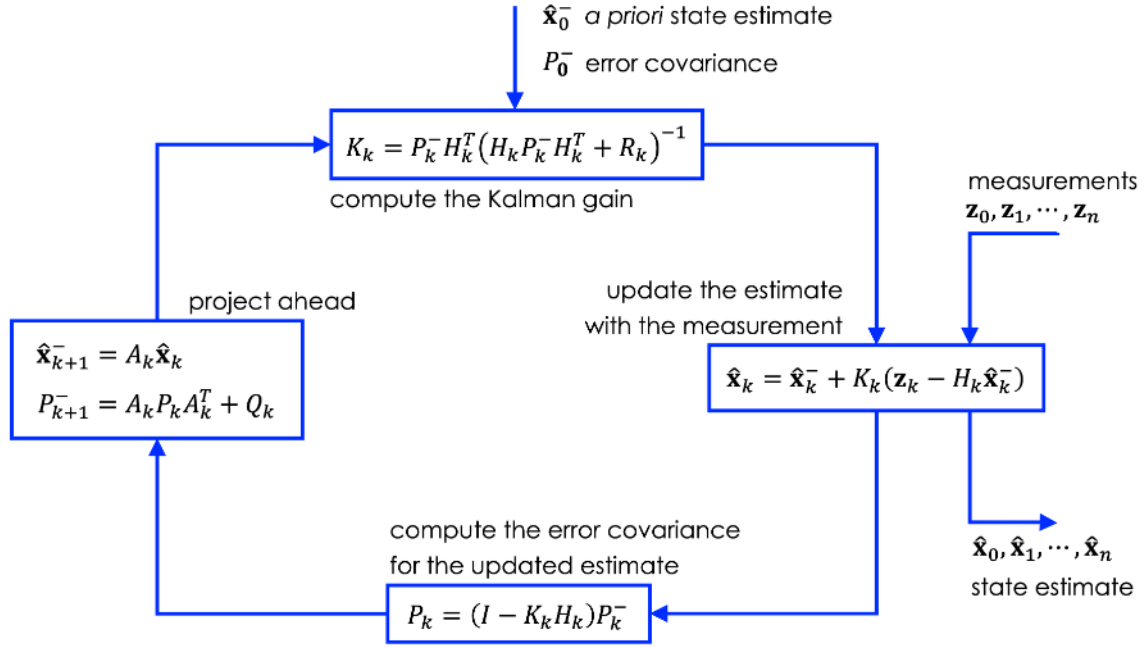 x̂₀⁻ a priori state estimate
P₀⁻ error covariance
Kₖ = Pₖ⁻Hₖᵀ(HₖPₖ⁻Hₖᵀ + Rₖ)⁻¹
compute the Kalman gain
measurements
z₀, z₁, ⋯, zₙ
project ahead
update the estimate
with the measurement
x̂ₖ₊₁⁻ = Aₖx̂ₖ
Pₖ₊₁⁻ = AₖPₖAₖᵀ + Qₖ
x̂ₖ = x̂ₖ⁻ + Kₖ(zₖ − Hₖx̂ₖ⁻)
compute the error covariance
for the updated estimate
Pₖ = (I − KₖHₖ)Pₖ⁻
x̂₀, x̂₁, ⋯, x̂ₙ
state estimate